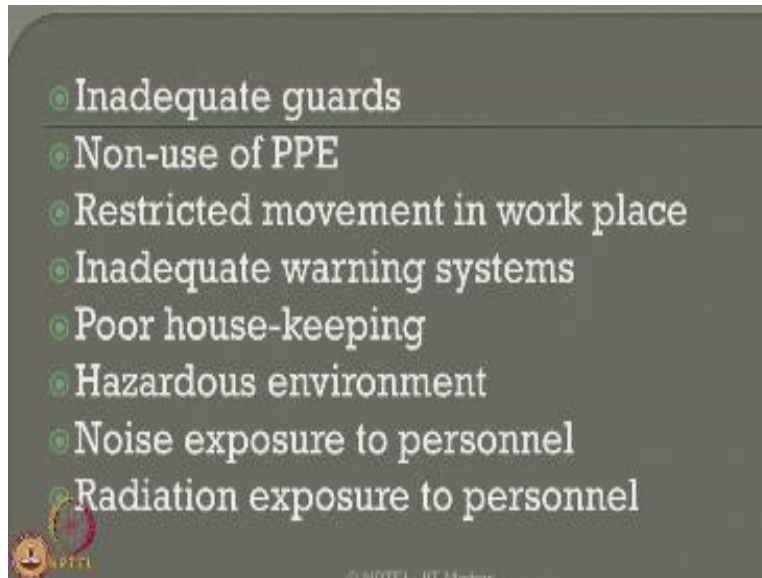 Inadequate guards
Non-use of PPE
Restricted movement in work place
Inadequate warning systems
Poor house-keeping
Hazardous environment
Noise exposure to personnel
Radiation exposure to personnel
NPTEL